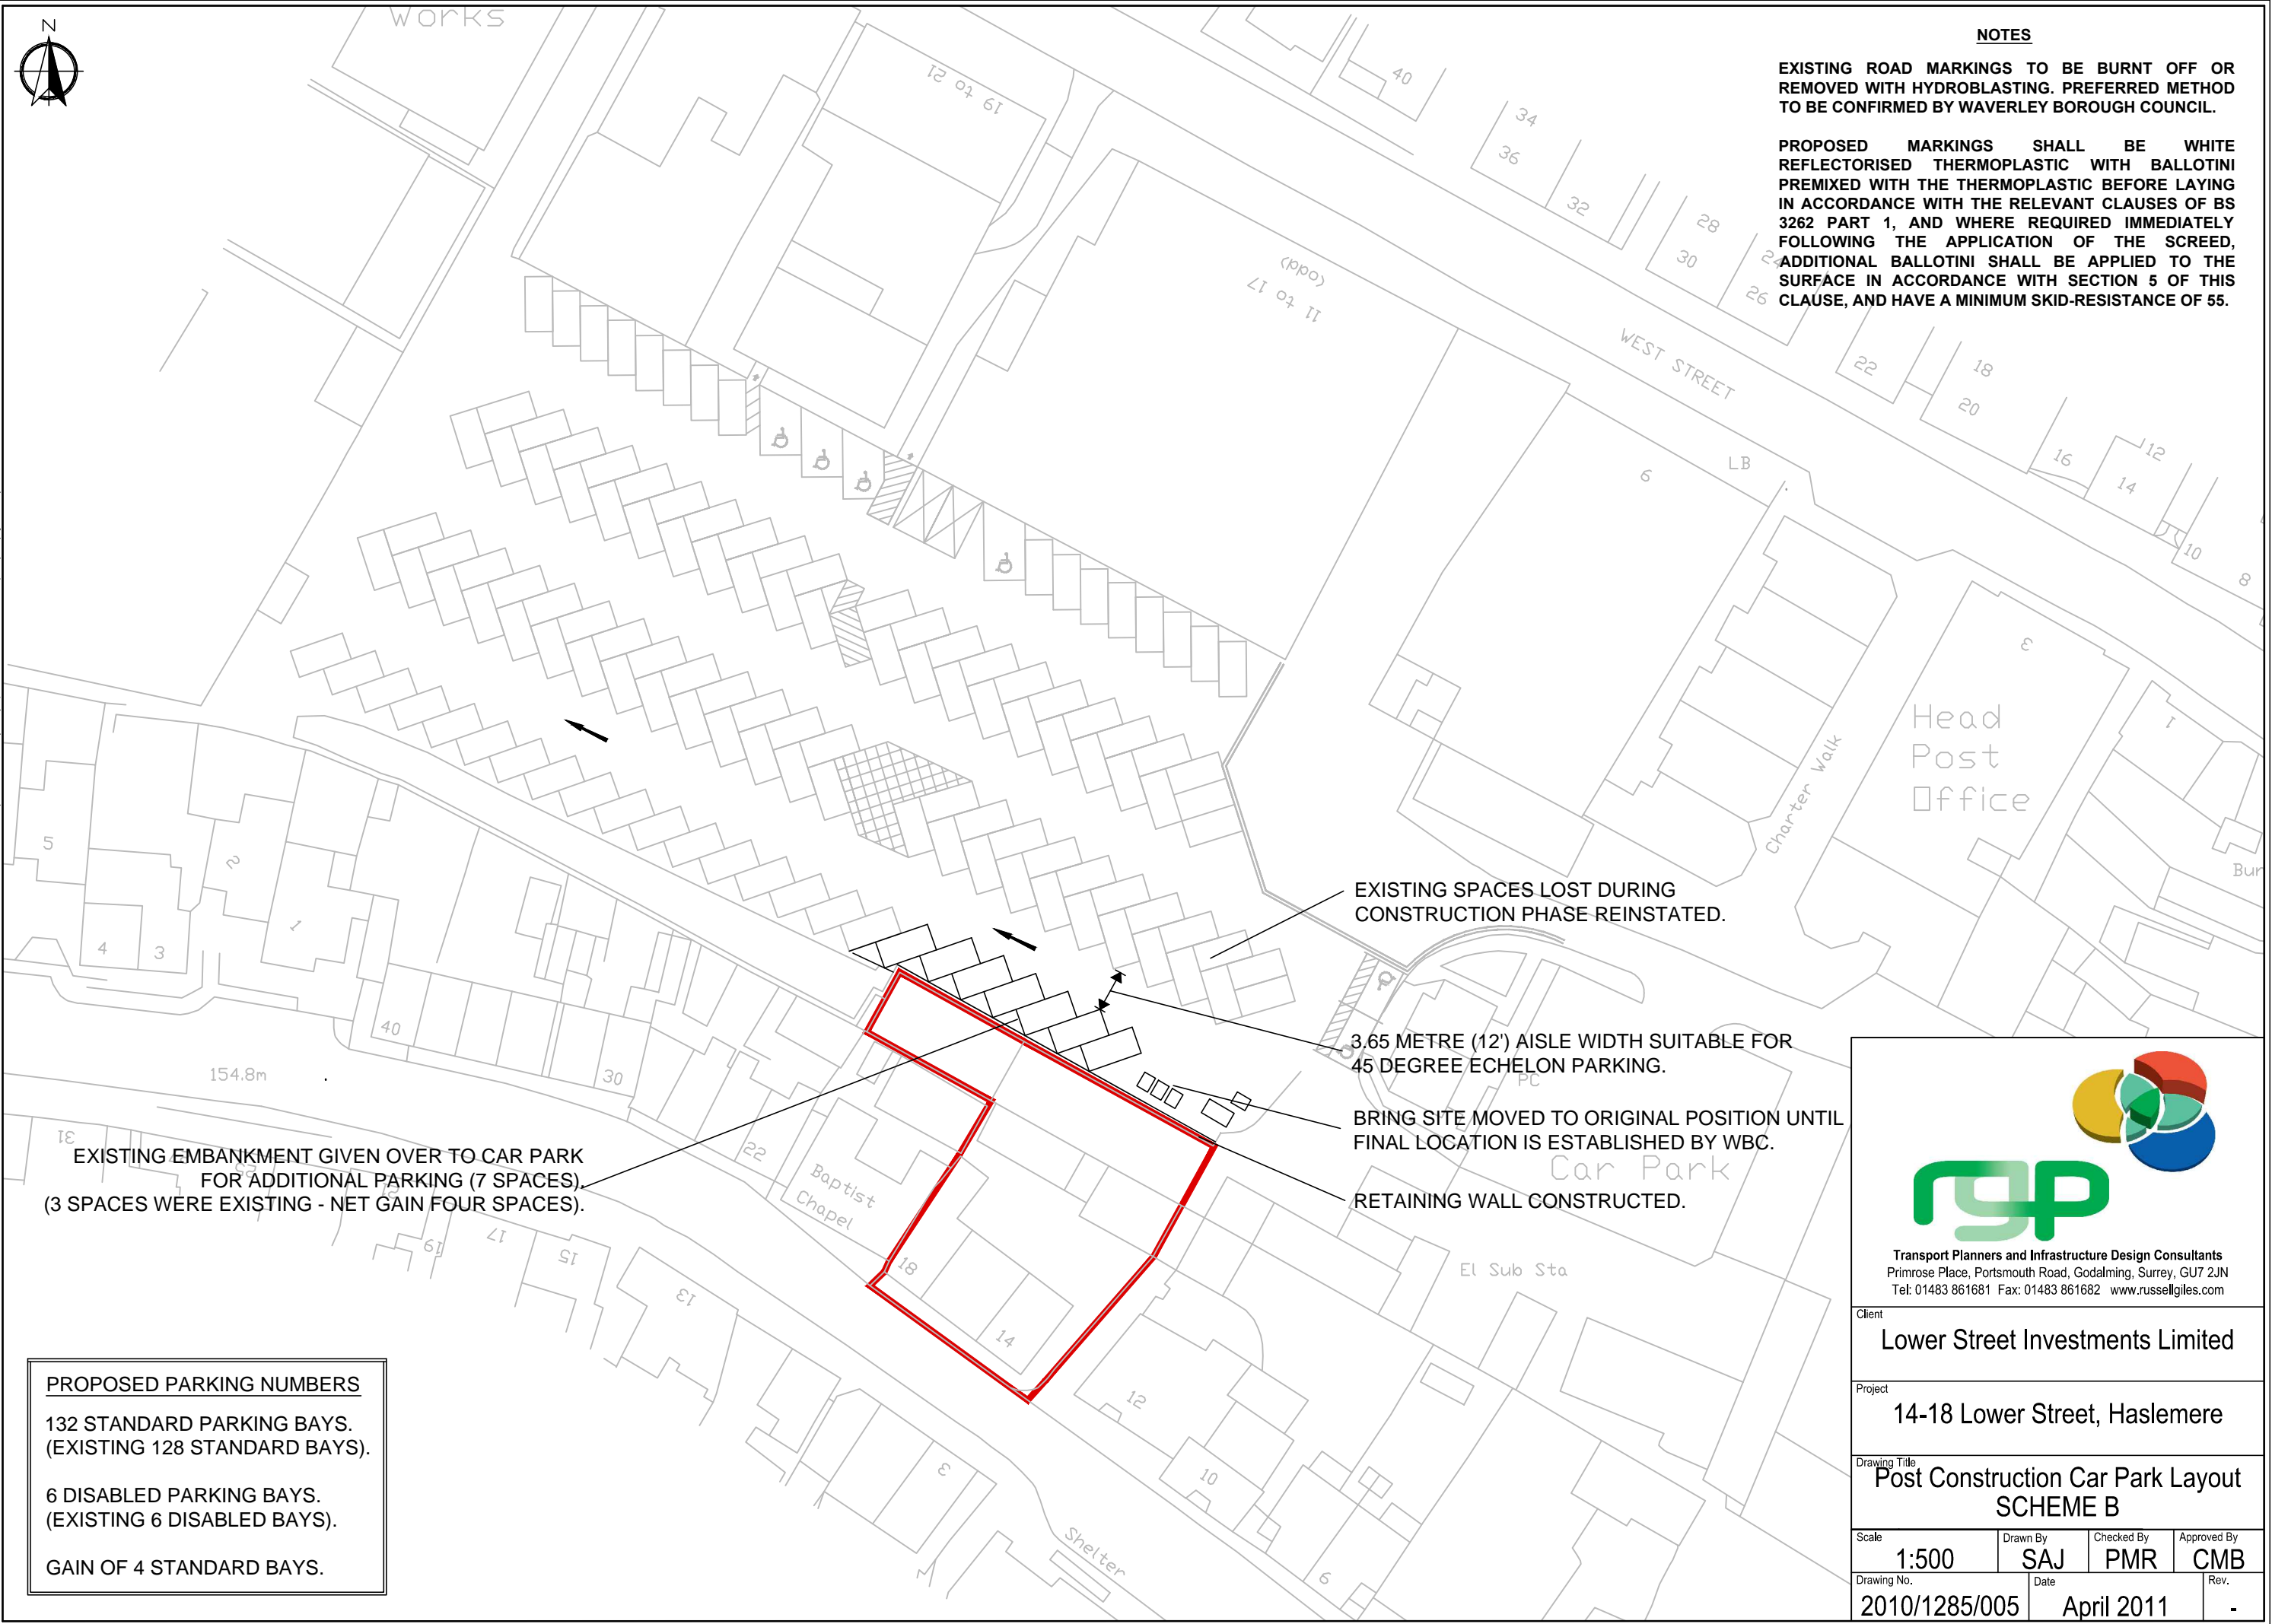 N
Works
NOTES
EXISTING ROAD MARKINGS TO BE BURNT OFF OR
REMOVED WITH HYDROBLASTING. PREFERRED METHOD
TO BE CONFIRMED BY WAVERLEY BOROUGH COUNCIL.
PROPOSED MARKINGS SHALL BE WHITE
REFLECTORISED THERMOPLASTIC WITH BALLOTINI
PREMIXED WITH THE THERMOPLASTIC BEFORE LAYING
IN ACCORDANCE WITH THE RELEVANT CLAUSES OF BS
3262 PART 1, AND WHERE REQUIRED IMMEDIATELY
FOLLOWING THE APPLICATION OF THE SCREED,
ADDITIONAL BALLOTINI SHALL BE APPLIED TO THE
SURFACE IN ACCORDANCE WITH SECTION 5 OF THIS
CLAUSE, AND HAVE A MINIMUM SKID-RESISTANCE OF 55.
19 to 21
40
34
36
32
28
30
24
26
11 to 17
(odd)
WEST STREET
22
18
20
16
12
14
10
8
LB
6
3
1
Head
Post
Office
Charter Walk
Bur
5
2
1
4
3
40
30
154.8m
31
22
Baptist
Chapel
18
14
19
17
15
13
12
10
6
3
Shelter
PC
Car Park
El Sub Sta
EXISTING SPACES LOST DURING
CONSTRUCTION PHASE REINSTATED.
3.65 METRE (12') AISLE WIDTH SUITABLE FOR
45 DEGREE ECHELON PARKING.
BRING SITE MOVED TO ORIGINAL POSITION UNTIL
FINAL LOCATION IS ESTABLISHED BY WBC.
RETAINING WALL CONSTRUCTED.
EXISTING EMBANKMENT GIVEN OVER TO CAR PARK
FOR ADDITIONAL PARKING (7 SPACES).
(3 SPACES WERE EXISTING - NET GAIN FOUR SPACES).
PROPOSED PARKING NUMBERS
132 STANDARD PARKING BAYS.
(EXISTING 128 STANDARD BAYS).
6 DISABLED PARKING BAYS.
(EXISTING 6 DISABLED BAYS).
GAIN OF 4 STANDARD BAYS.
rgp
Transport Planners and Infrastructure Design Consultants
Primrose Place, Portsmouth Road, Godalming, Surrey, GU7 2JN
Tel: 01483 861681 Fax: 01483 861682 www.russellgiles.com
Client
Lower Street Investments Limited
Project
14-18 Lower Street, Haslemere
Drawing Title
Post Construction Car Park Layout
SCHEME B
Scale Drawn By Checked By Approved By
1:500 SAJ PMR CMB
Drawing No. Date Rev.
2010/1285/005 April 2011 -